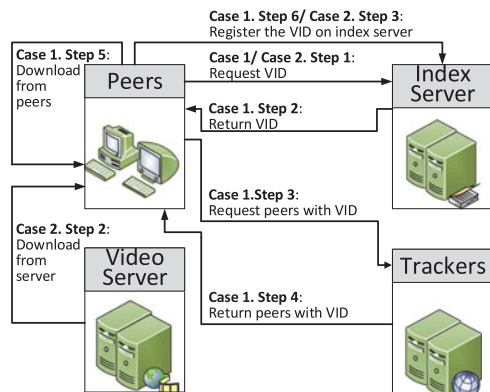 Case 1. Step 6/ Case 2. Step 3:
Register the VID on index server
Case 1. Step 5:
Download
from
peers
Peers
Case 1/ Case 2. Step 1:
Request VID
Index
Server
Case 1. Step 2:
Return VID
Case 1.Step 3:
Request peers with VID
Case 2. Step 2:
Download
from
server
Video
Server
Trackers
Case 1. Step 4:
Return peers with VID